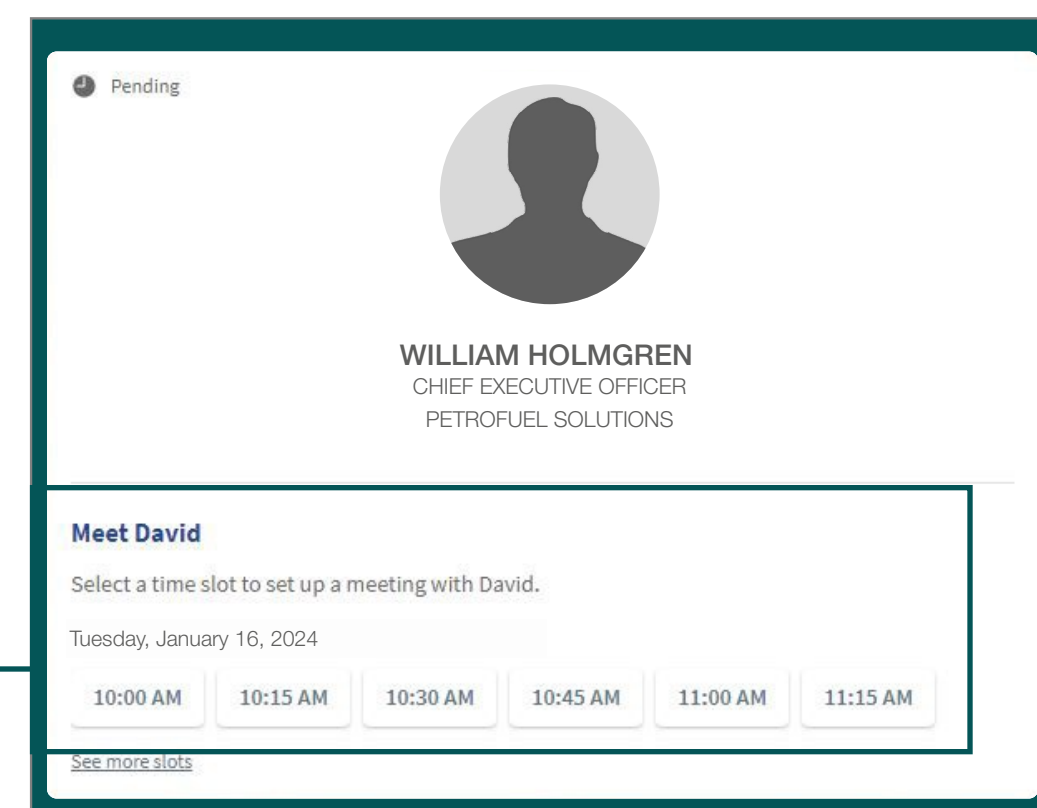 Pending
WILLIAM HOLMGREN
CHIEF EXECUTIVE OFFICER
PETROFUEL SOLUTIONS
Meet David
Select a time slot to set up a meeting with David.
Tuesday, January 16, 2024
10:00 AM 10:15 AM 10:30 AM 10:45 AM 11:00 AM 11:15 AM
See more slots